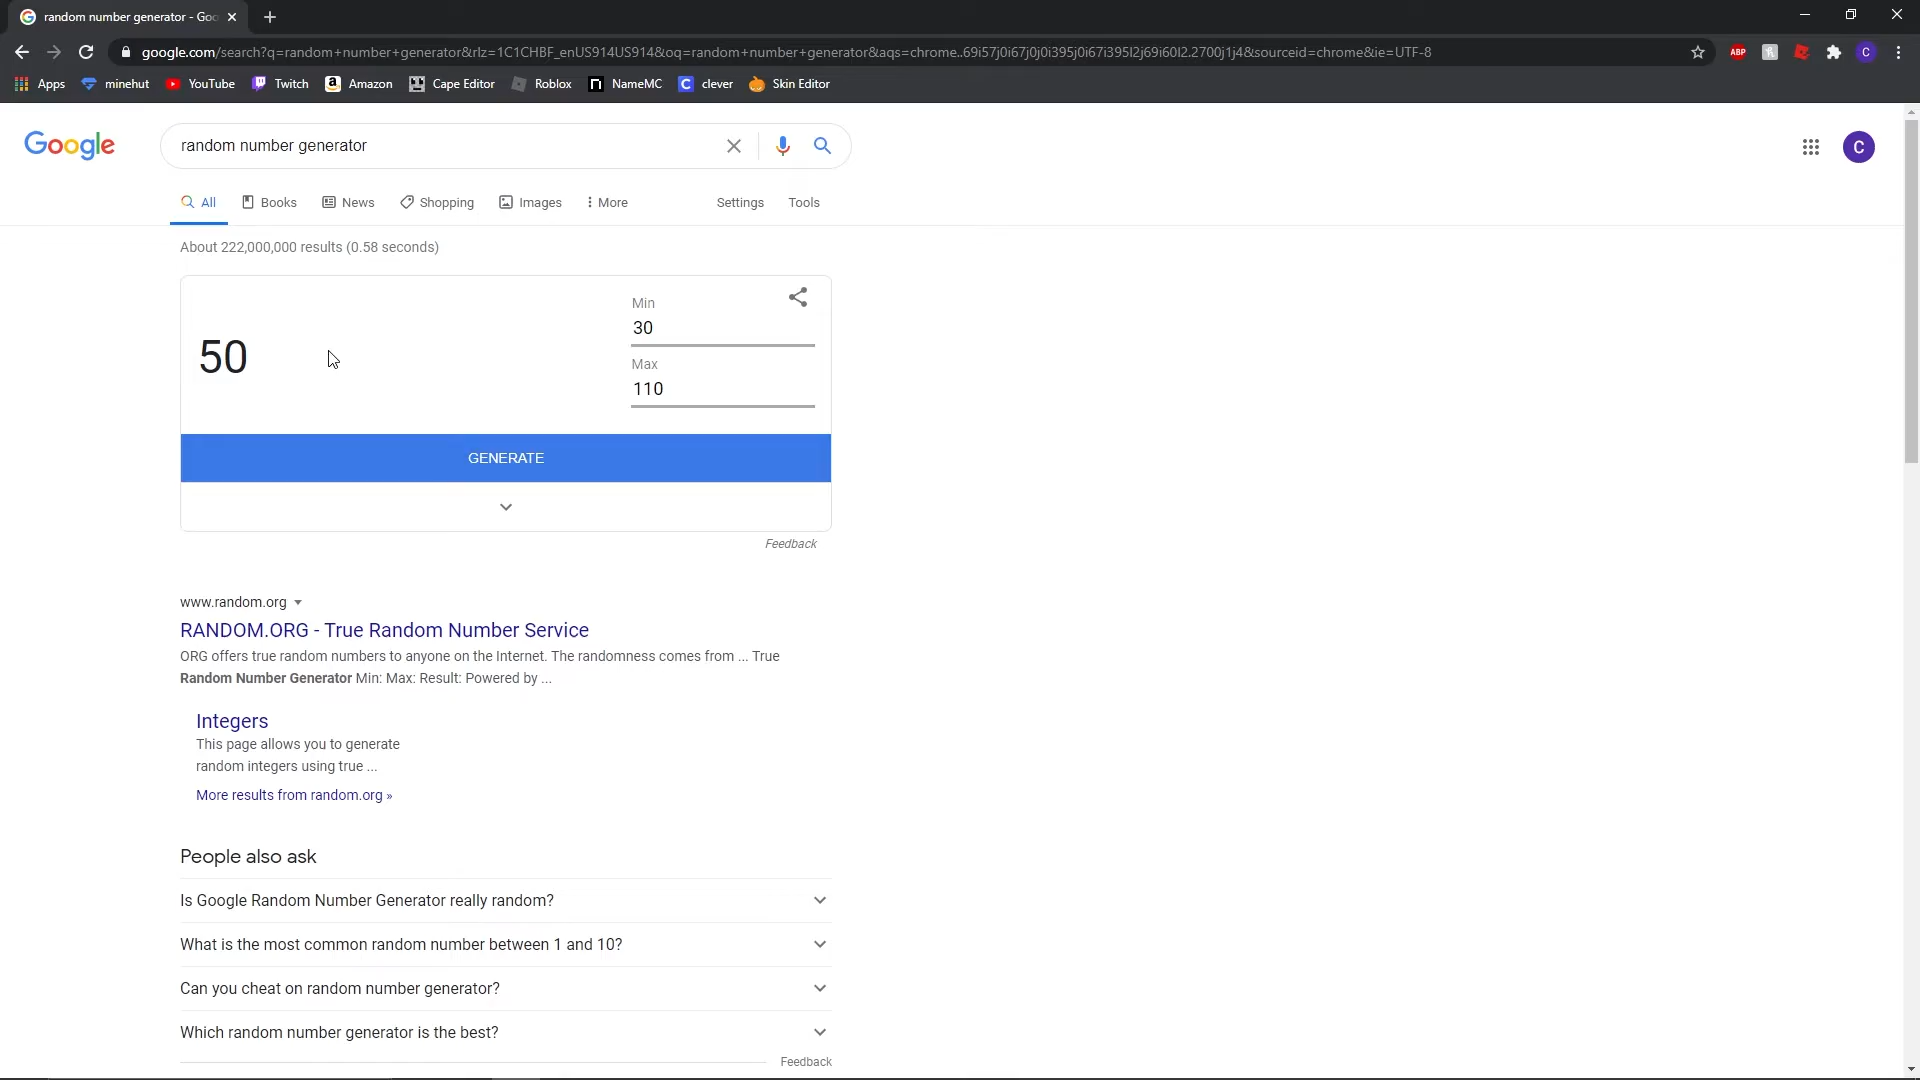 random number generator - Goo
google.com/search?q=random+number+generator&rlz=1C1CHBF_enUS914US914&oq=random+number+generator&aqs=chrome..69i57j0i67j0j0i395j0i67i395l2j69i60l2.2700j1j4&sourceid=chrome&ie=UTF-8
ABP
C
Apps minehut YouTube Twitch Amazon Cape Editor Roblox NameMC clever Skin Editor
Google
random number generator
C
All Books News Shopping Images More Settings Tools
About 222,000,000 results (0.58 seconds)
Min
30
50
Max
110
GENERATE
Feedback
www.random.org
RANDOM.ORG - True Random Number Service
ORG offers true random numbers to anyone on the Internet. The randomness comes from ... True
Random Number Generator Min: Max: Result: Powered by ...
Integers
This page allows you to generate
random integers using true ...
More results from random.org »
People also ask
Is Google Random Number Generator really random?
What is the most common random number between 1 and 10?
Can you cheat on random number generator?
Which random number generator is the best?
Feedback